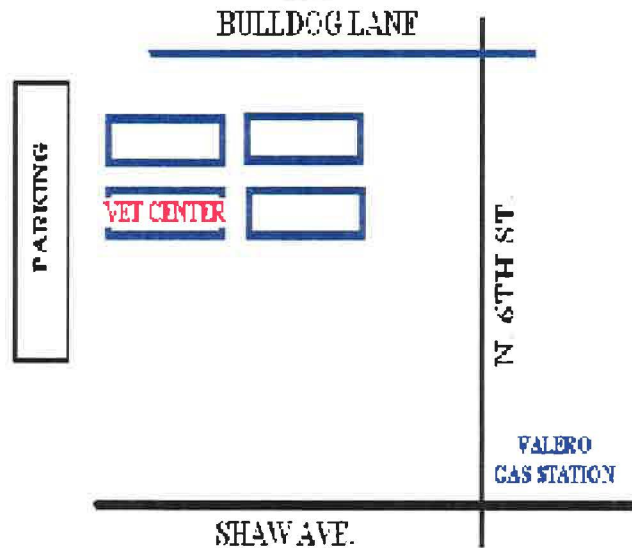 BULLDOG LANE
PARKING
VET CENTER
N. 6TH ST.
VALERO
GAS STATION
SHAW AVE.